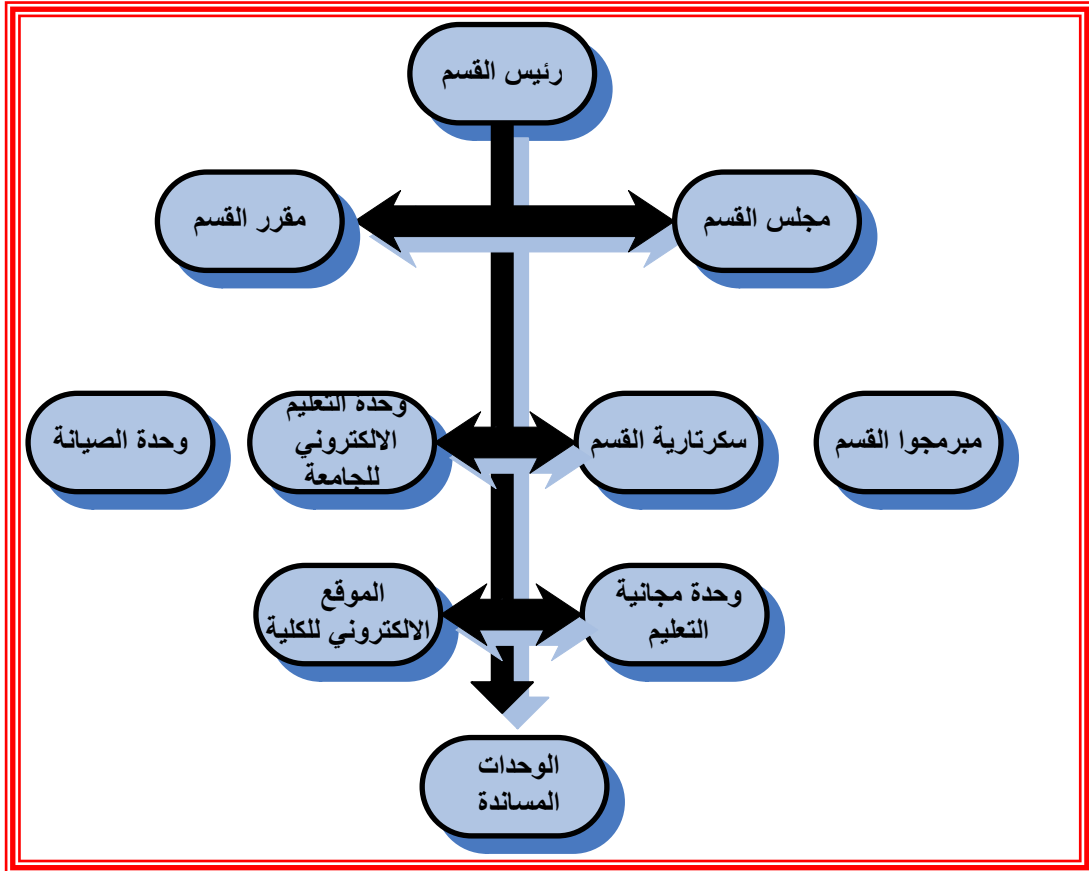 رئيس القسم
مجلس القسم
مقرر القسم
مبرمجوا القسم
سكرتارية القسم
وحدة التعليم
الالكتروني
للجامعة
وحدة الصيانة
وحدة مجانية
التعليم
الموقع
الالكتروني للكلية
الوحدات
المساندة